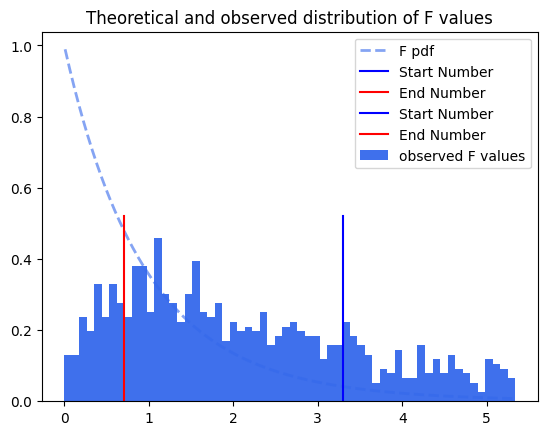 Theoretical and observed distribution of F values
F pdf
Start Number
End Number
Start Number
End Number
observed F values
1.0
0.8
0.6
0.4
0.2
0.0
0 1 2 3 4 5